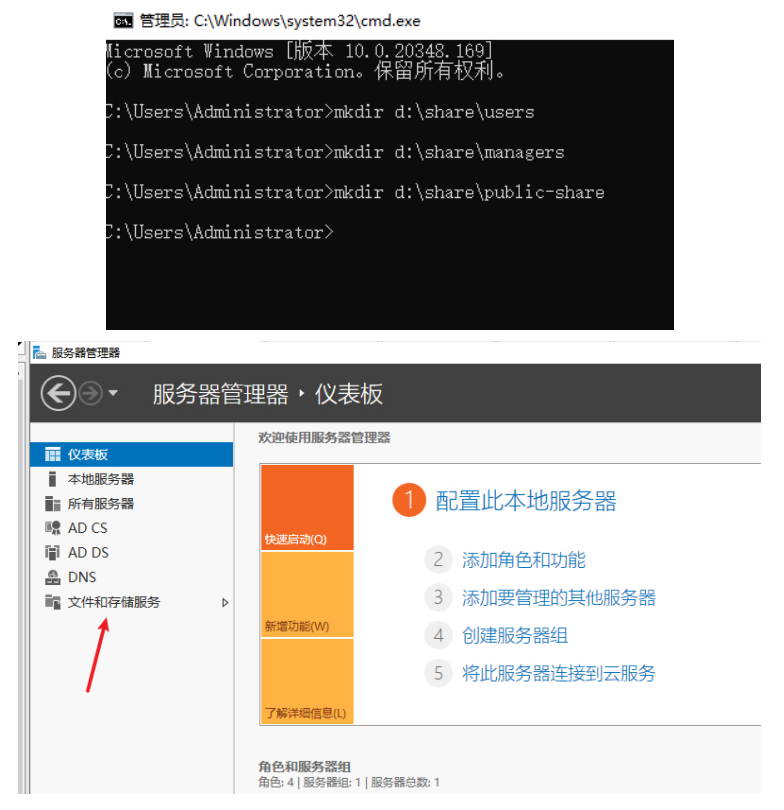 管理员: C:\Windows\system32\cmd.exe
Microsoft Windows [版本 10.0.20348.169]
(c) Microsoft Corporation。保留所有权利。
C:\Users\Administrator>mkdir d:\share\users
C:\Users\Administrator>mkdir d:\share\managers
C:\Users\Administrator>mkdir d:\share\public-share
C:\Users\Administrator>
服务器管理器
服务器管理器 ‣ 仪表板
仪表板
本地服务器
所有服务器
AD CS
AD DS
DNS
文件和存储服务
欢迎使用服务器管理器
快速启动(Q)
新增功能(W)
了解详细信息(L)
1 配置此本地服务器
2 添加角色和功能
3 添加要管理的其他服务器
4 创建服务器组
5 将此服务器连接到云服务
角色和服务器组
角色: 4 | 服务器组: 1 | 服务器总数: 1